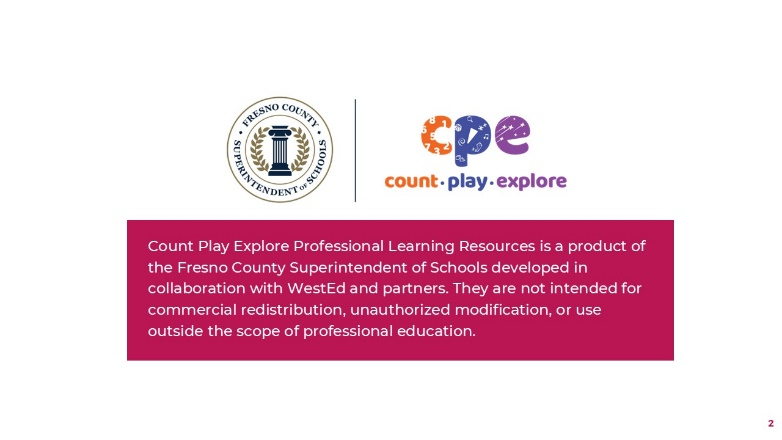 FRESNO COUNTY
SUPERINTENDENT OF SCHOOLS
cpe
count·play·explore
Count Play Explore Professional Learning Resources is a product of
the Fresno County Superintendent of Schools developed in
collaboration with WestEd and partners. They are not intended for
commercial redistribution, unauthorized modification, or use
outside the scope of professional education.
2